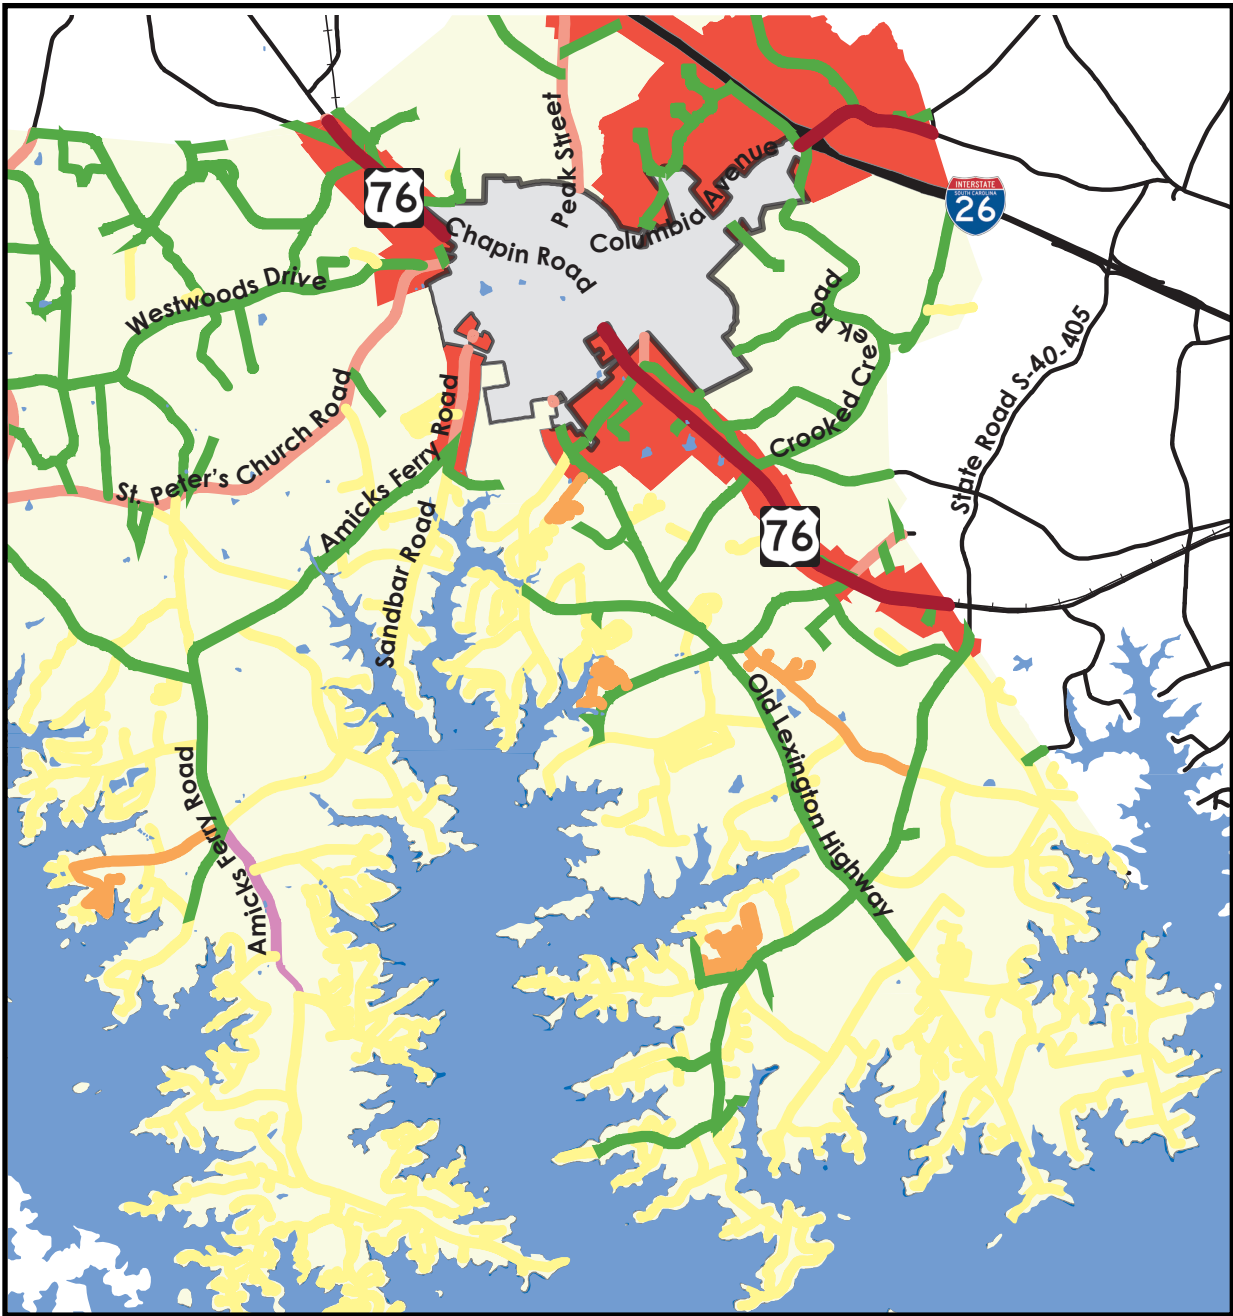 Peak Street
Columbia Avenue
76
INTERSTATE
SOUTH CAROLINA
26
Chapin Road
Westwoods Drive
Crooked Creek Road
State Road S-40-405
St. Peter's Church Road
Amicks Ferry Road
Sandbar Road
76
Old Lexington Highway
Amicks Ferry Road